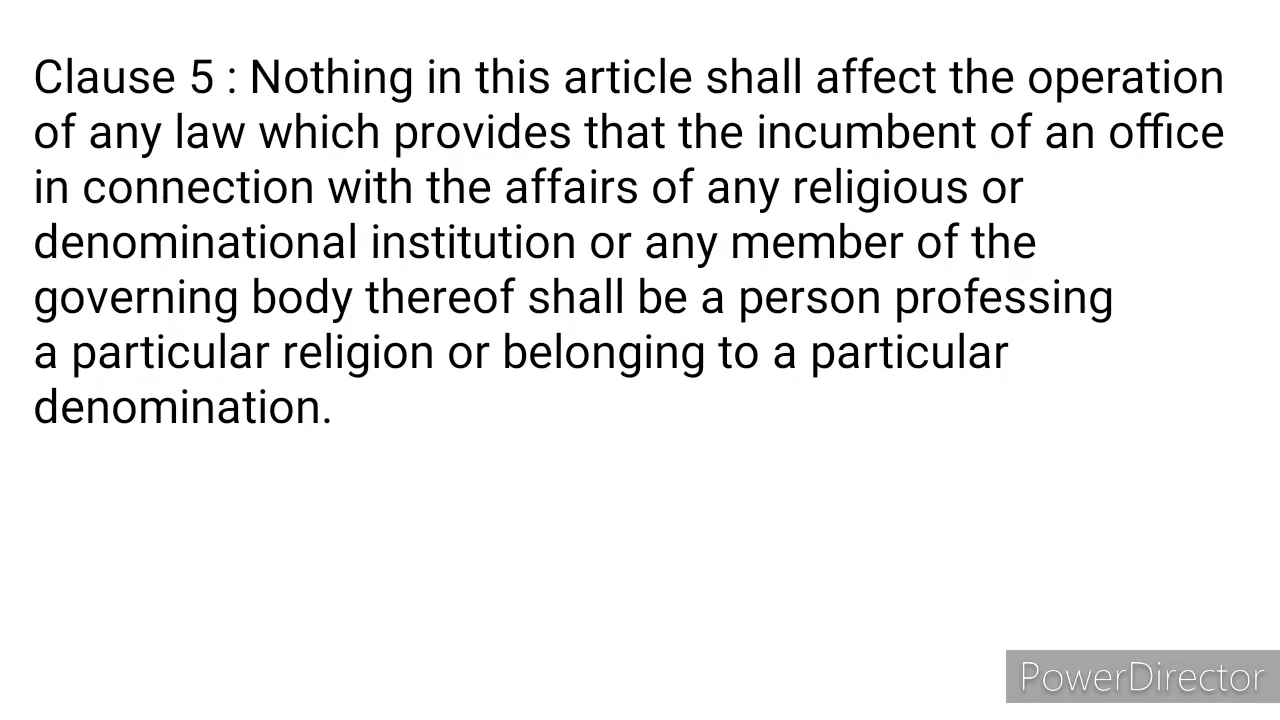 Clause 5 : Nothing in this article shall affect the operation
of any law which provides that the incumbent of an office
in connection with the affairs of any religious or
denominational institution or any member of the
governing body thereof shall be a person professing
a particular religion or belonging to a particular
denomination.
PowerDirector